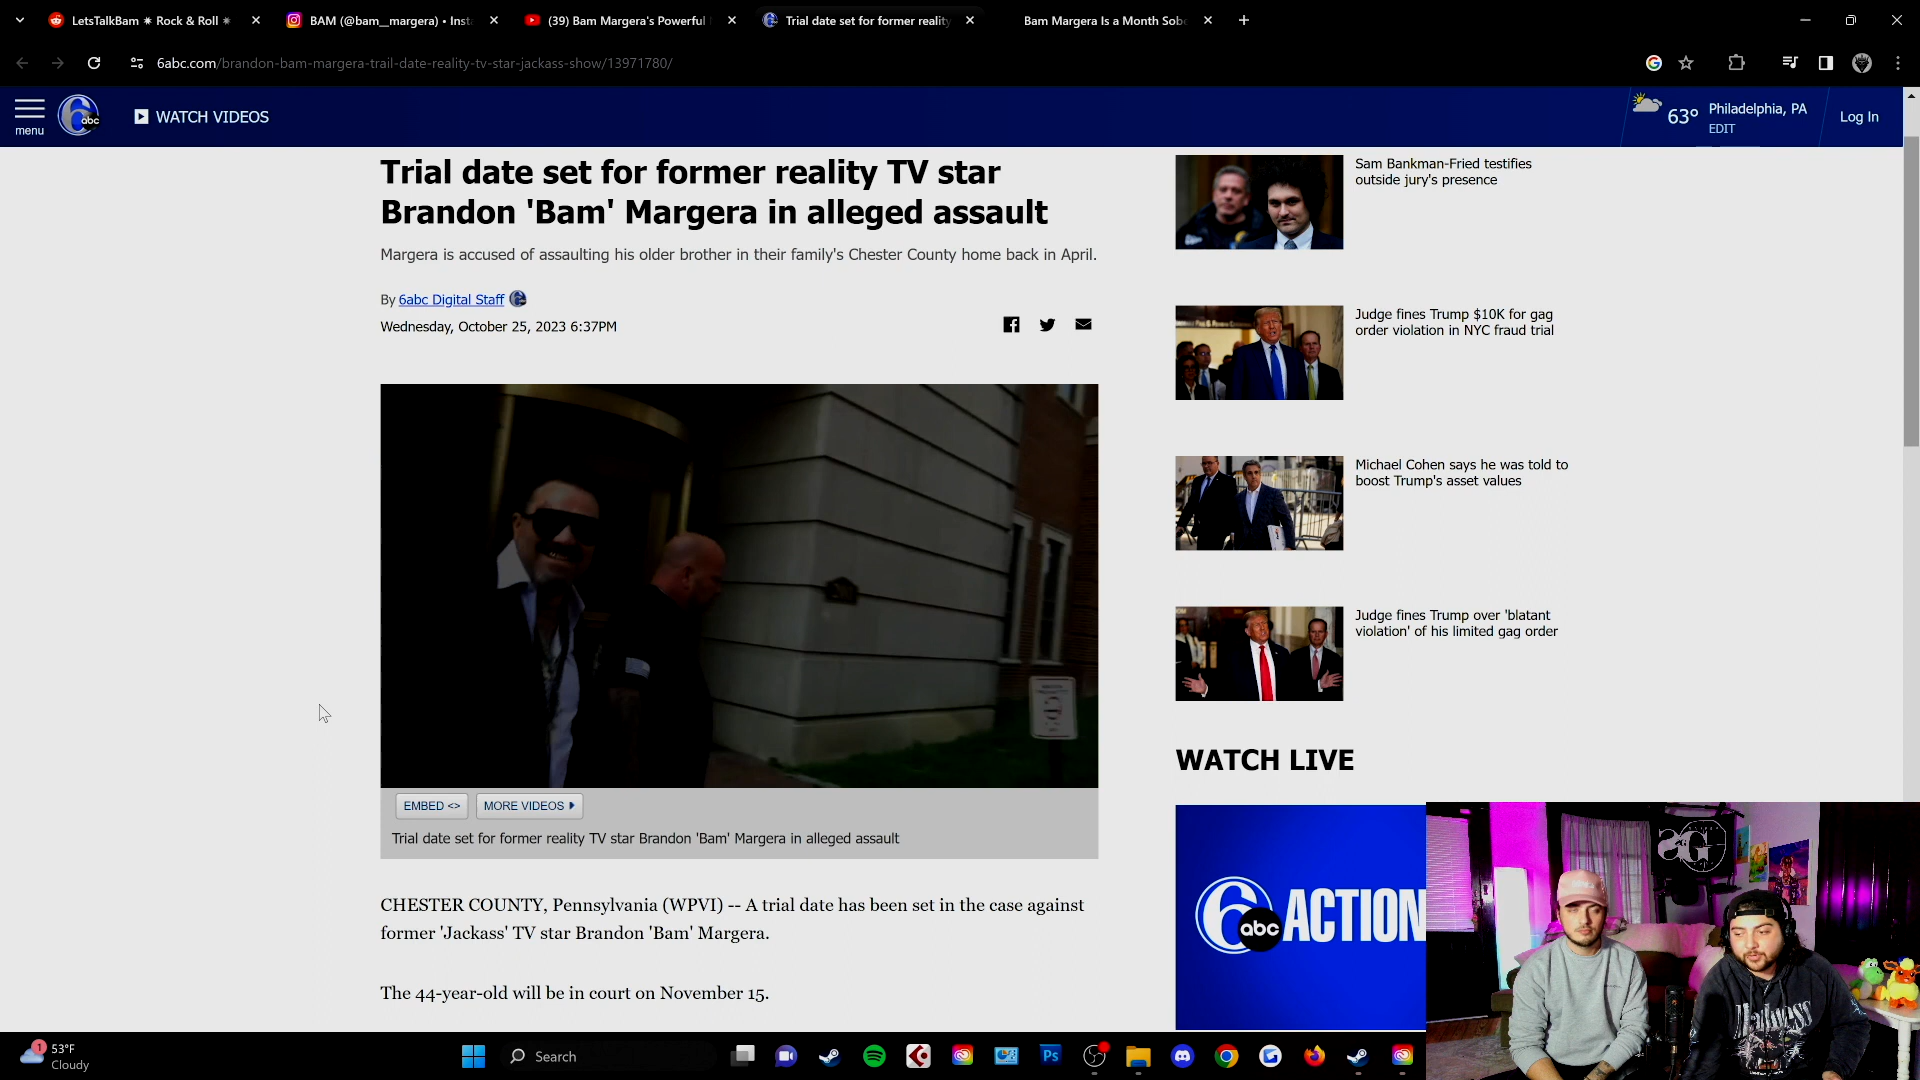 LetsTalkBam ✷ Rock & Roll ✷
BAM (@bam__margera) • Inst
(39) Bam Margera's Powerful
Trial date set for former reality
Bam Margera Is a Month Sob
6abc.com/brandon-bam-margera-trail-date-reality-tv-star-jackass-show/13971780/
menu
6 abc
WATCH VIDEOS
63°
Philadelphia, PA
EDIT
Log In
Trial date set for former reality TV star
Brandon 'Bam' Margera in alleged assault
Margera is accused of assaulting his older brother in their family's Chester County home back in April.
By 6abc Digital Staff
Wednesday, October 25, 2023 6:37PM
EMBED <>
MORE VIDEOS
Trial date set for former reality TV star Brandon 'Bam' Margera in alleged assault
CHESTER COUNTY, Pennsylvania (WPVI) -- A trial date has been set in the case against
former 'Jackass' TV star Brandon 'Bam' Margera.
The 44-year-old will be in court on November 15.
Sam Bankman-Fried testifies
outside jury's presence
Judge fines Trump $10K for gag
order violation in NYC fraud trial
Michael Cohen says he was told to
boost Trump's asset values
Judge fines Trump over 'blatant
violation' of his limited gag order
WATCH LIVE
6 abc ACTION
Madness
1
53°F
Cloudy
Search
Ps